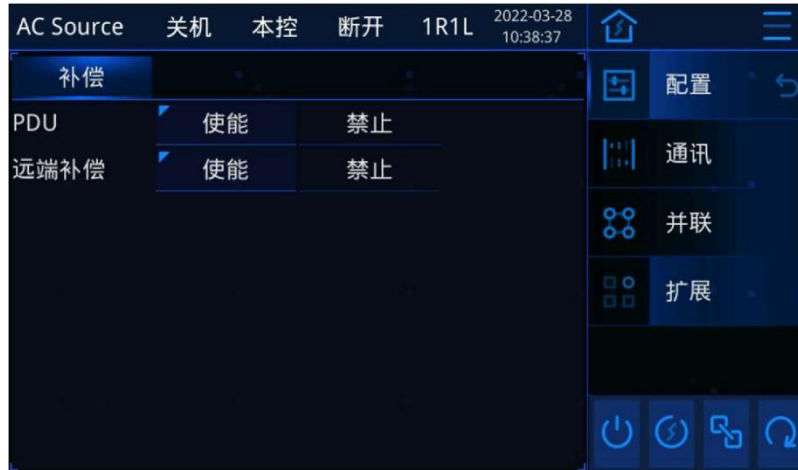 AC Source 关机 本控 断开 1R1L 2022-03-28
10:38:37
补偿
PDU 使能 禁止
远端补偿 使能 禁止
配置
通讯
并联
扩展